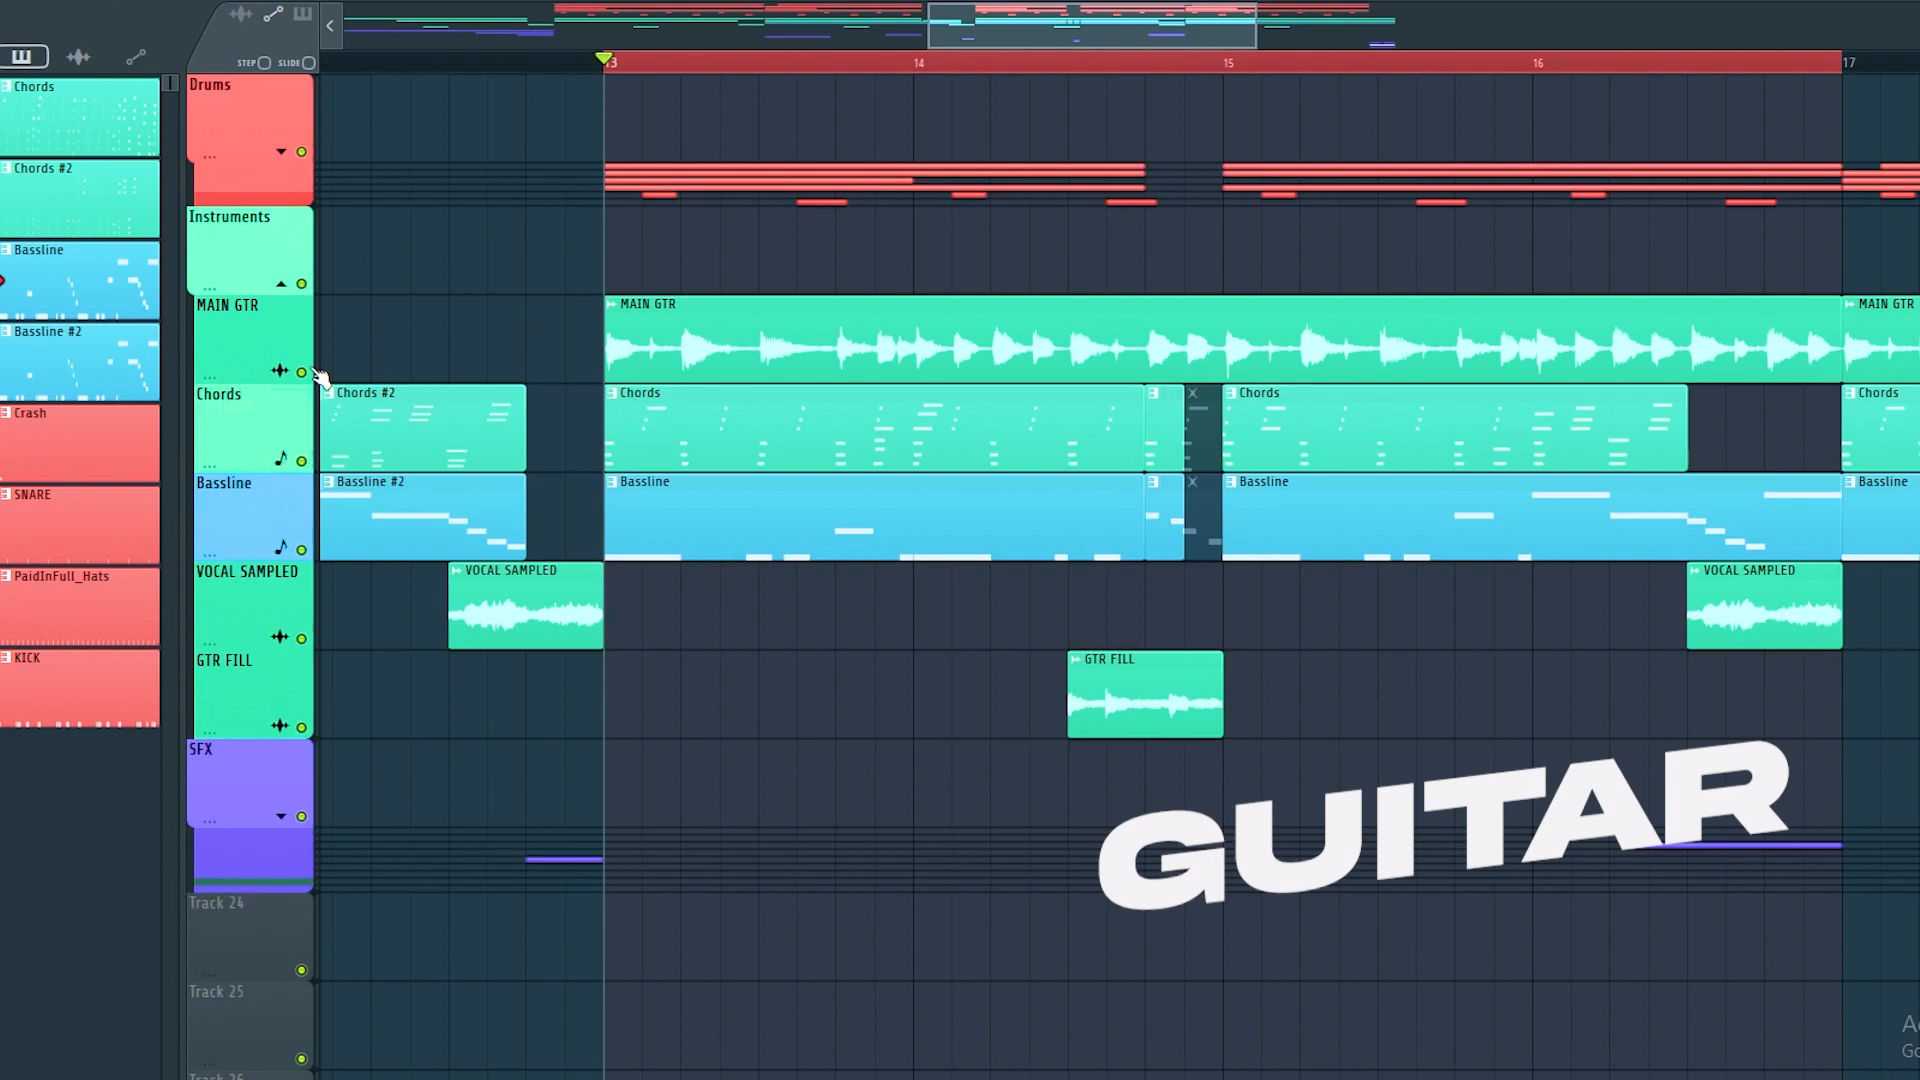 STEP SLIDE
13 14 15 16 17
Chords
Chords #2
Bassline
Bassline #2
Crash
SNARE
PaidInFull_Hats
KICK
Drums
Instruments
MAIN GTR
Chords
Bassline
VOCAL SAMPLED
GTR FILL
SFX
Track 24
Track 25
Track 26
MAIN GTR MAIN GTR
Chords #2 Chords Chords Chords
Bassline #2 Bassline Bassline Bassline
VOCAL SAMPLED VOCAL SAMPLED
GTR FILL
GUITAR